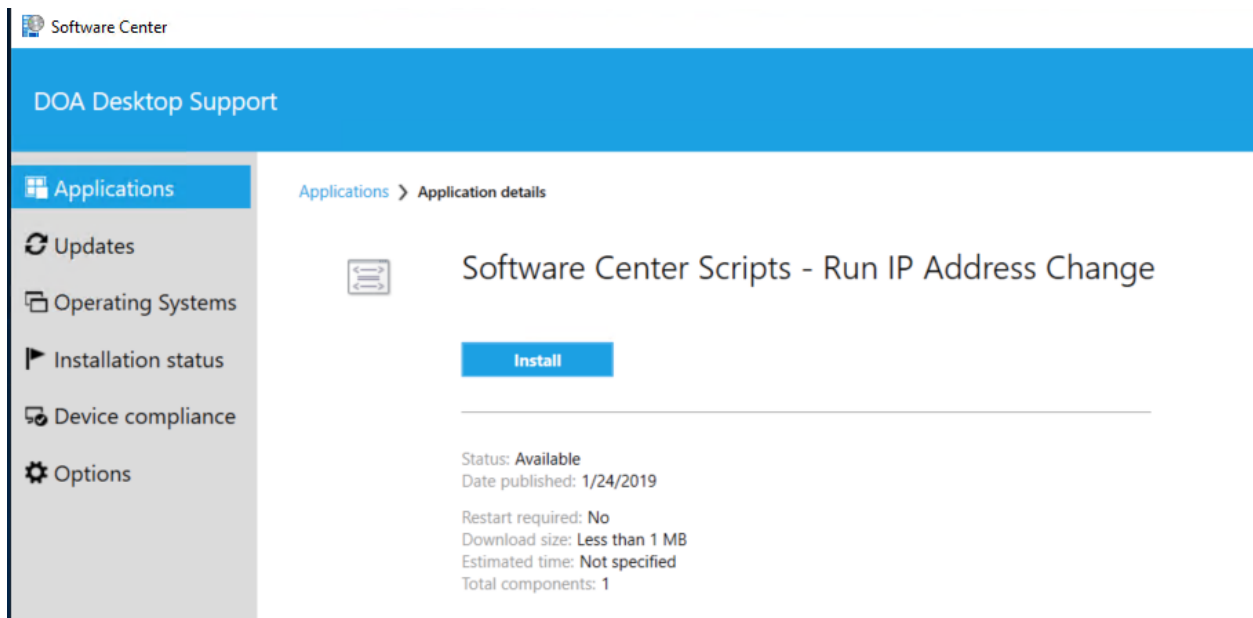 Software Center
DOA Desktop Support
Applications
Updates
Operating Systems
Installation status
Device compliance
Options
Applications ❯ Application details
Software Center Scripts - Run IP Address Change
Install
Status: Available
Date published: 1/24/2019
Restart required: No
Download size: Less than 1 MB
Estimated time: Not specified
Total components: 1